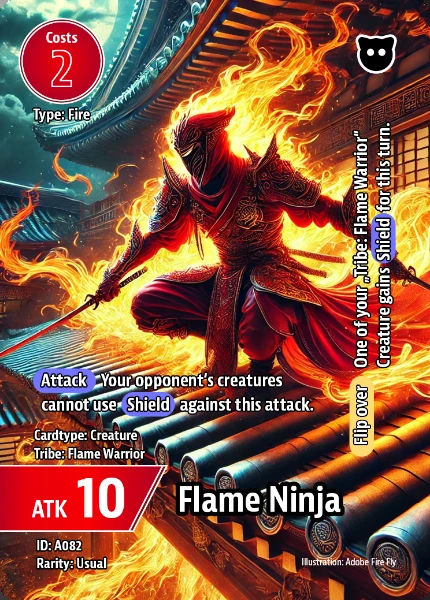 Costs
2
Type: Fire
Flip over One of your „Tribe: Flame Warrior“
Creature gains Shield for this turn.
Attack Your opponent's creatures
cannot use Shield against this attack.
Cardtype: Creature
Tribe: Flame Warrior
ATK 10
Flame Ninja
ID: A082
Rarity: Usual
Illustration: Adobe Fire Fly